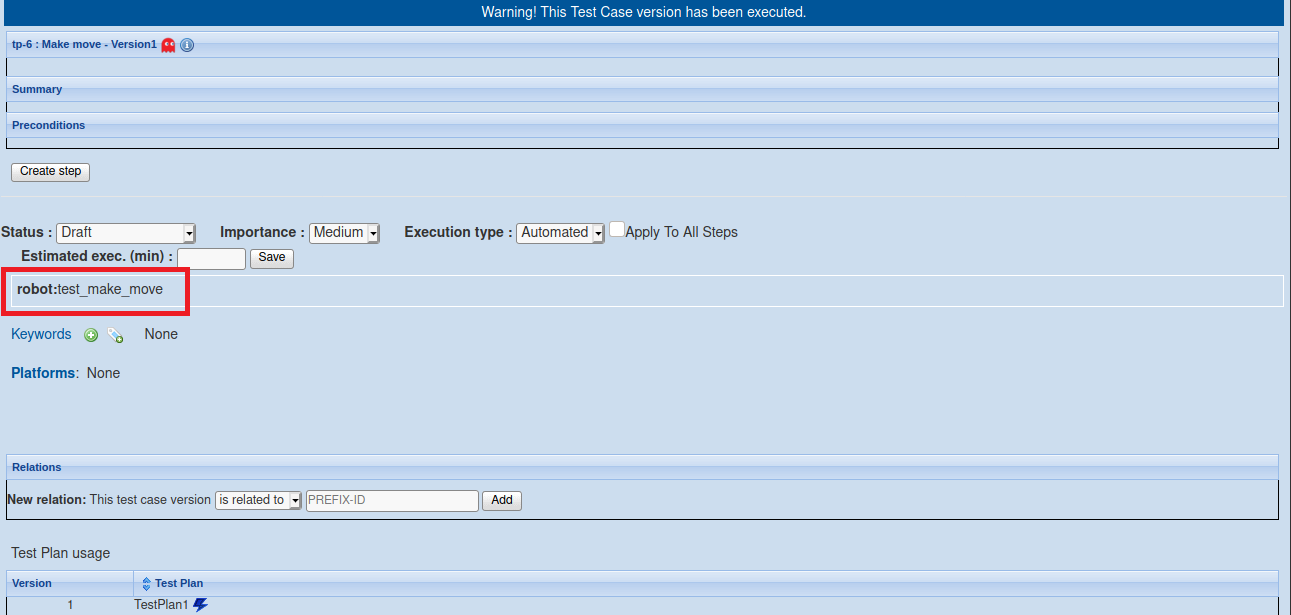 Warning! This Test Case version has been executed.
tp-6 : Make move - Version1
Summary
Preconditions
Create step
Status : Draft Importance : Medium Execution type : Automated Apply To All Steps
Estimated exec. (min) : Save
robot:test_make_move
Keywords None
Platforms: None
Relations
New relation: This test case version is related to PREFIX-ID Add
Test Plan usage
Version Test Plan
1 TestPlan1